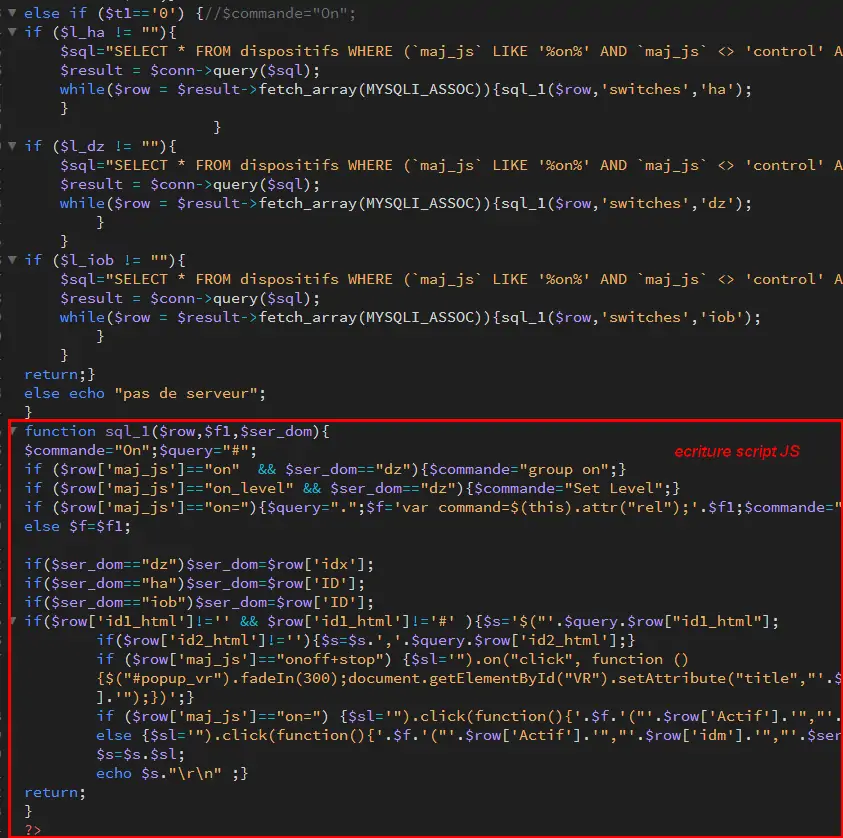 else if ($t1=='0') {//$commande="On";
if ($l_ha != ""){
$sql="SELECT * FROM dispositifs WHERE (`maj_js` LIKE '%on%' AND `maj_js` <> 'control' A
$result = $conn->query($sql);
while($row = $result->fetch_array(MYSQLI_ASSOC)){sql_1($row,'switches','ha');
}
}
if ($l_dz != ""){
$sql="SELECT * FROM dispositifs WHERE (`maj_js` LIKE '%on%' AND `maj_js` <> 'control' A
$result = $conn->query($sql);
while($row = $result->fetch_array(MYSQLI_ASSOC)){sql_1($row,'switches','dz');
}
}
if ($l_iob != ""){
$sql="SELECT * FROM dispositifs WHERE (`maj_js` LIKE '%on%' AND `maj_js` <> 'control' A
$result = $conn->query($sql);
while($row = $result->fetch_array(MYSQLI_ASSOC)){sql_1($row,'switches','iob');
}
}
return;}
else echo "pas de serveur";
}
function sql_1($row,$f1,$ser_dom){
$commande="On";$query="#";
ecriture script JS
if ($row['maj_js']=="on"  && $ser_dom=="dz"){$commande="group on";}
if ($row['maj_js']=="on_level" && $ser_dom=="dz"){$commande="Set Level";}
if ($row['maj_js']=="on="){$query=".";$f='var command=$(this).attr("rel");'.$f1;$commande="
else $f=$f1;
if($ser_dom=="dz")$ser_dom=$row['idx'];
if($ser_dom=="ha")$ser_dom=$row['ID'];
if($ser_dom=="iob")$ser_dom=$row['ID'];
if($row['id1_html']!='' && $row['id1_html']!='#' ){$s='$("'.$query.$row["id1_html"];
if($row['id2_html']!=''){$s=$s.','.$query.$row['id2_html'];}
if ($row['maj_js']=="onoff+stop") {$sl='").on("click", function ()
{$("#popup_vr").fadeIn(300);document.getElementById("VR").setAttribute("title","'.$
].'");})';}
if ($row['maj_js']=="on=") {$sl='").click(function(){'.$f.'("'.$row['Actif'].'","'.
else {$sl='").click(function(){'.$f.'("'.$row['Actif'].'","'.$row['idm'].'","'.$ser
$s=$s.$sl;
echo $s."\r\n" ;}
return;
}
?>